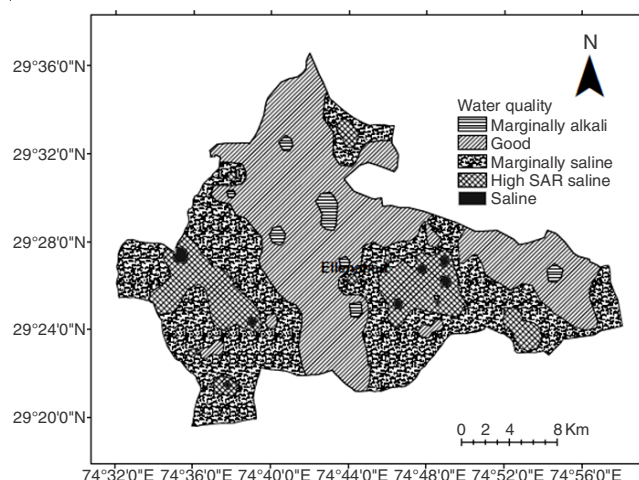 N
29°36'0"N
29°32'0"N
29°28'0"N
29°24'0"N
29°20'0"N
Water quality
Marginally alkali
Good
Marginally saline
High SAR saline
Saline
0 2 4 8 Km
74°32'0"E 74°36'0"E 74°40'0"E 74°44'0"E 74°48'0"E 74°52'0"E 74°56'0"E